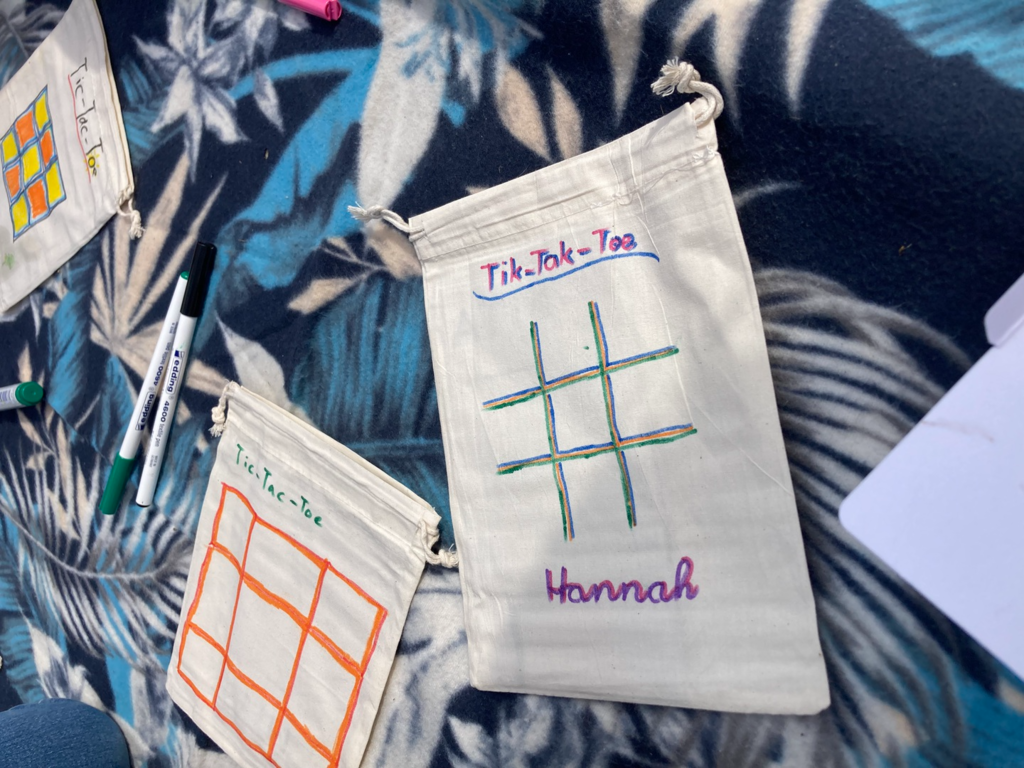 Tic-Tac-Toe
Tik-Tak-Toe
Hannah
Tic-Tac-Toe
edding 4600